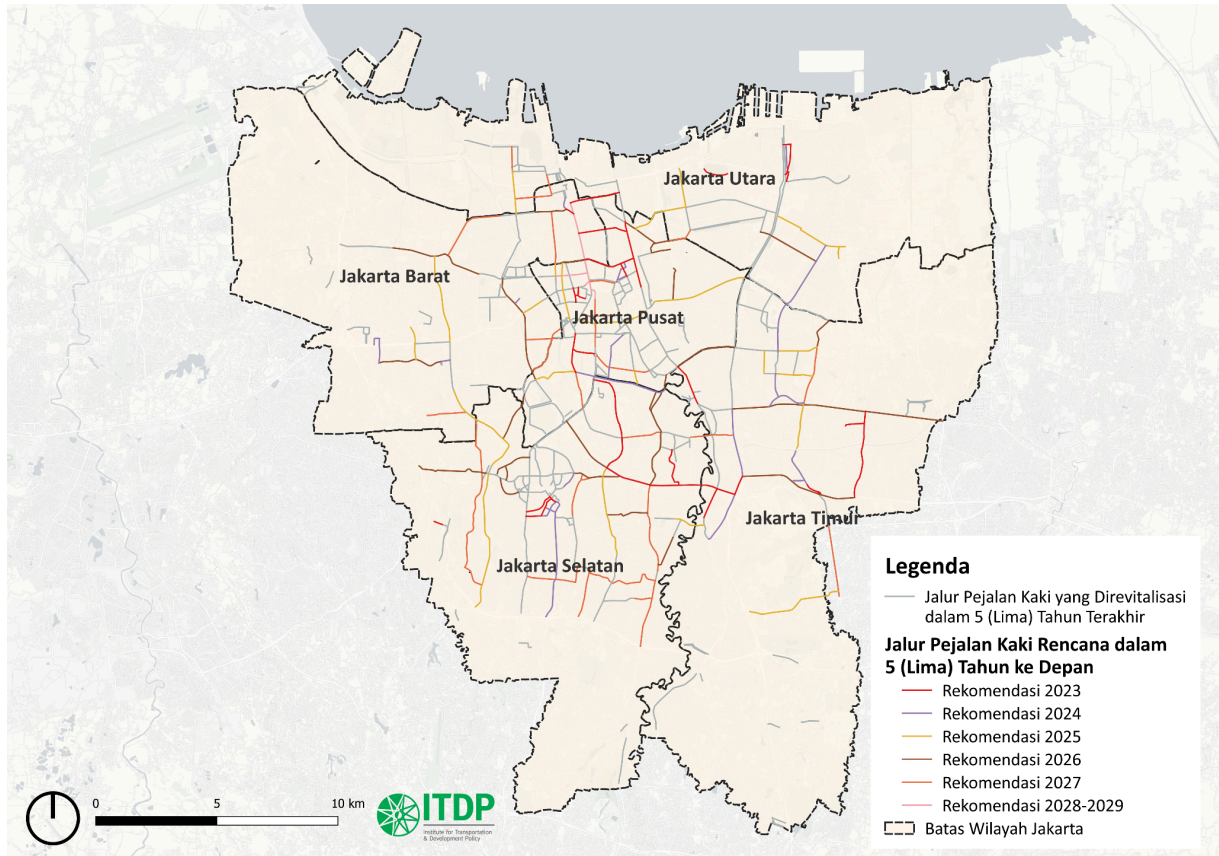 Jakarta Utara
Jakarta Barat
Jakarta Pusat
Jakarta Timur
Jakarta Selatan
Legenda
Jalur Pejalan Kaki yang Direvitalisasi
dalam 5 (Lima) Tahun Terakhir
Jalur Pejalan Kaki Rencana dalam
5 (Lima) Tahun ke Depan
Rekomendasi 2023
Rekomendasi 2024
Rekomendasi 2025
Rekomendasi 2026
Rekomendasi 2027
Rekomendasi 2028-2029
Batas Wilayah Jakarta
0 5 10 km
ITDP
Institute for Transportation
& Development Policy